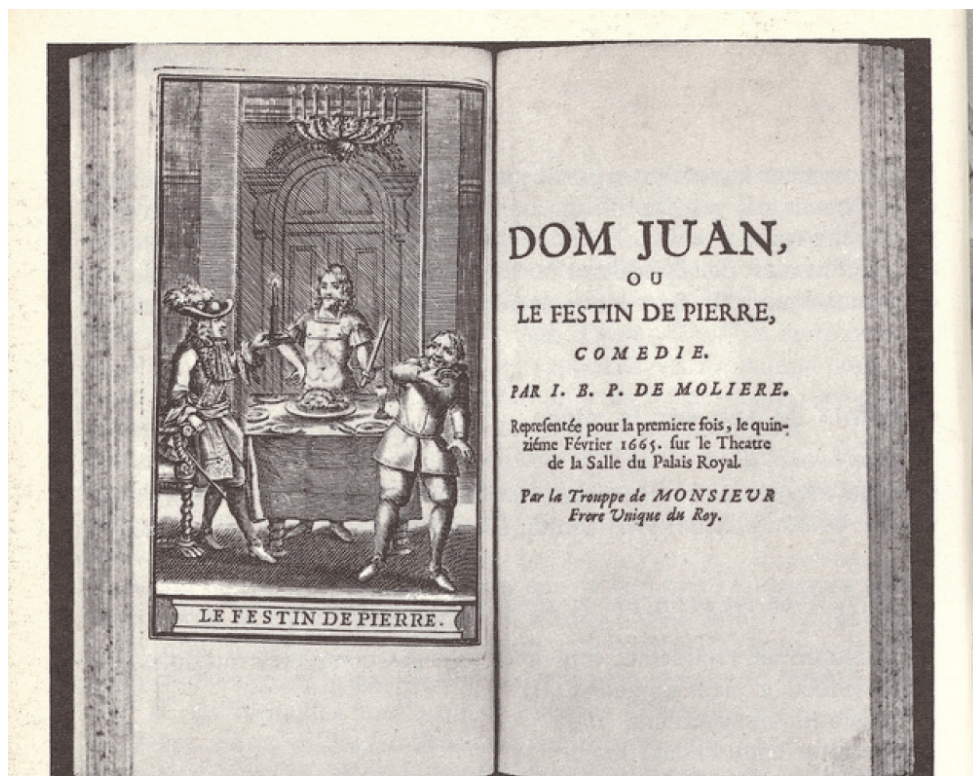 LE FESTIN DE PIERRE.
DOM JUAN,
OU
LE FESTIN DE PIERRE,
COMEDIE.
PAR I. B. P. DE MOLIERE.
Repreſentée pour la premiere fois, le quin-
ziéme Février 1665. ſur le Theatre
de la Salle du Palais Royal.
Par la Trouppe de MONSIEVR
Frere Vnique du Roy.